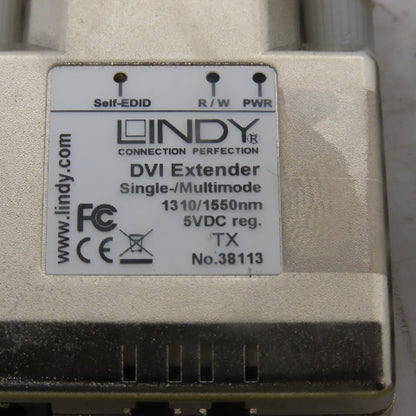 Self-EDID R / W PWR
LINDY®
CONNECTION PERFECTION
DVI Extender
Single-/Multimode
1310/1550nm
5VDC reg.
TX
No.38113
www.lindy.com
FC
CE